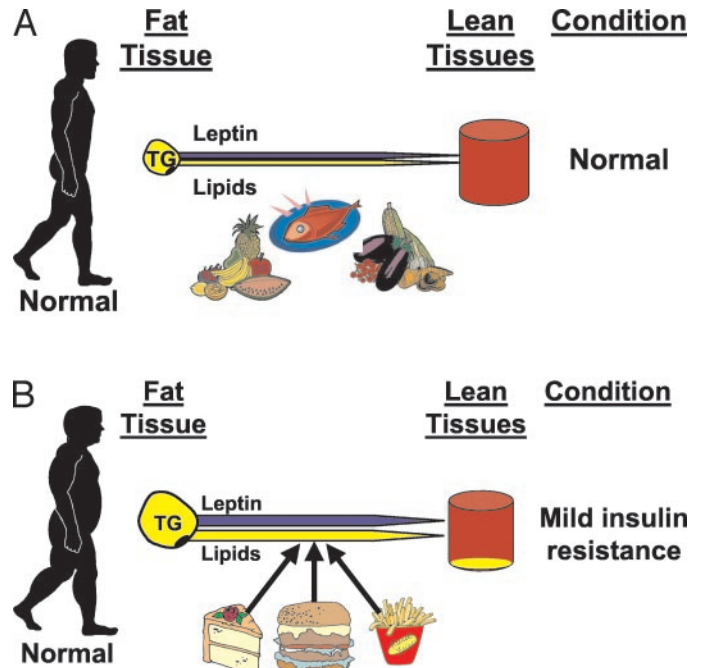 A
Fat
Tissue
Lean
Tissues
Condition
Leptin
TG
Lipids
Normal
Normal
B
Fat
Tissue
Lean
Tissues
Condition
Leptin
TG
Lipids
Mild insulin
resistance
Normal